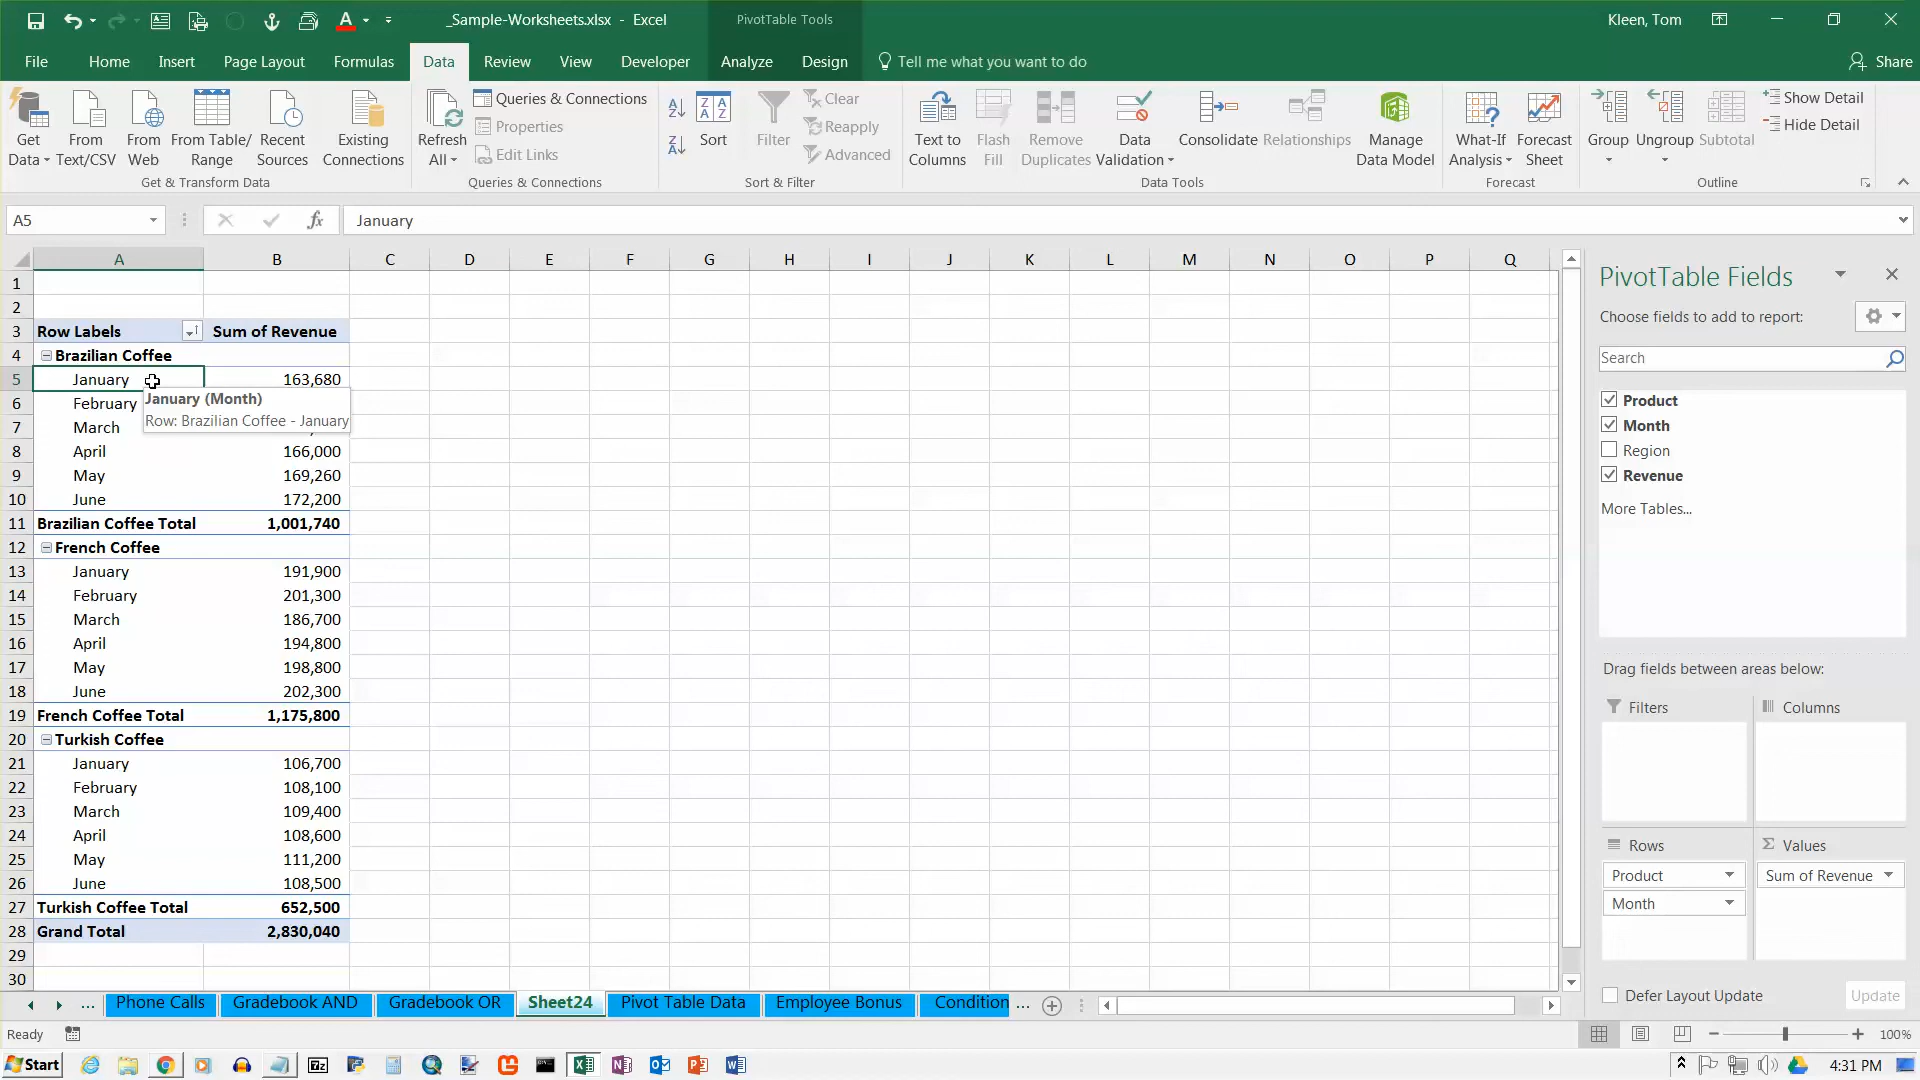 _Sample-Worksheets.xlsx - Excel
PivotTable Tools
Kleen, Tom
File Home Insert Page Layout Formulas Data Review View Developer Analyze Design Tell me what you want to do Share
Get Data
From Text/CSV
From Web
From Table/ Range
Recent Sources
Existing Connections
Get & Transform Data
Refresh All
Queries & Connections
Properties
Edit Links
Queries & Connections
Sort
Filter
Clear
Reapply
Advanced
Sort & Filter
Text to Columns
Flash Fill
Remove Duplicates
Data Validation
Consolidate
Relationships
Manage Data Model
Data Tools
What-If Analysis
Forecast Sheet
Forecast
Group
Ungroup
Subtotal
Show Detail
Hide Detail
Outline
A5 fx January
A B C D E F G H I J K L M N O P Q
1
2
3 Row Labels Sum of Revenue
4 Brazilian Coffee
5 January 163,680
January (Month)
Row: Brazilian Coffee - January
6 February
7 March
8 April 166,000
9 May 169,260
10 June 172,200
11 Brazilian Coffee Total 1,001,740
12 French Coffee
13 January 191,900
14 February 201,300
15 March 186,700
16 April 194,800
17 May 198,800
18 June 202,300
19 French Coffee Total 1,175,800
20 Turkish Coffee
21 January 106,700
22 February 108,100
23 March 109,400
24 April 108,600
25 May 111,200
26 June 108,500
27 Turkish Coffee Total 652,500
28 Grand Total 2,830,040
29
30
PivotTable Fields
Choose fields to add to report:
Search
Product
Month
Region
Revenue
More Tables...
Drag fields between areas below:
Filters
Columns
Rows
Product
Month
Values
Sum of Revenue
Defer Layout Update Update
... Phone Calls Gradebook AND Gradebook OR Sheet24 Pivot Table Data Employee Bonus Condition ...
Ready 100%
Start 4:31 PM